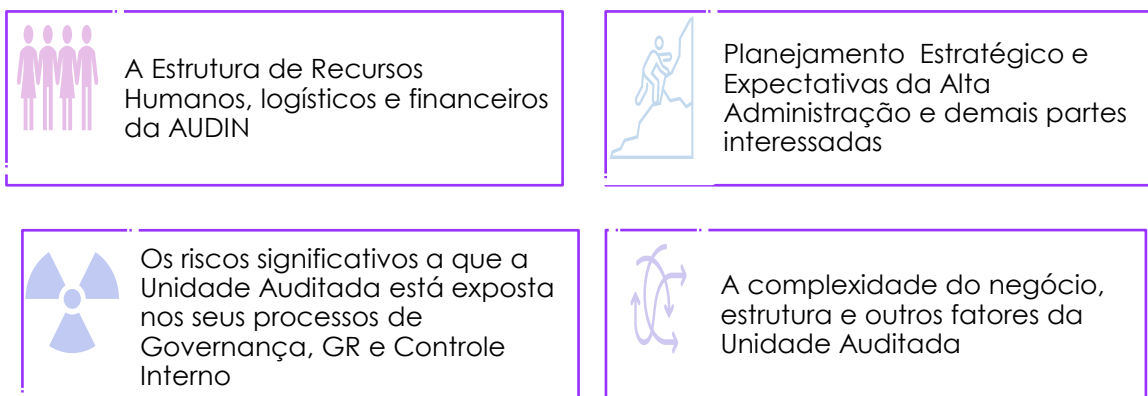 A Estrutura de Recursos
Humanos, logísticos e financeiros
da AUDIN
Planejamento  Estratégico e
Expectativas da Alta
Administração e demais partes
interessadas
Os riscos significativos a que a
Unidade Auditada está exposta
nos seus processos de
Governança, GR e Controle
Interno
A complexidade do negócio,
estrutura e outros fatores da
Unidade Auditada